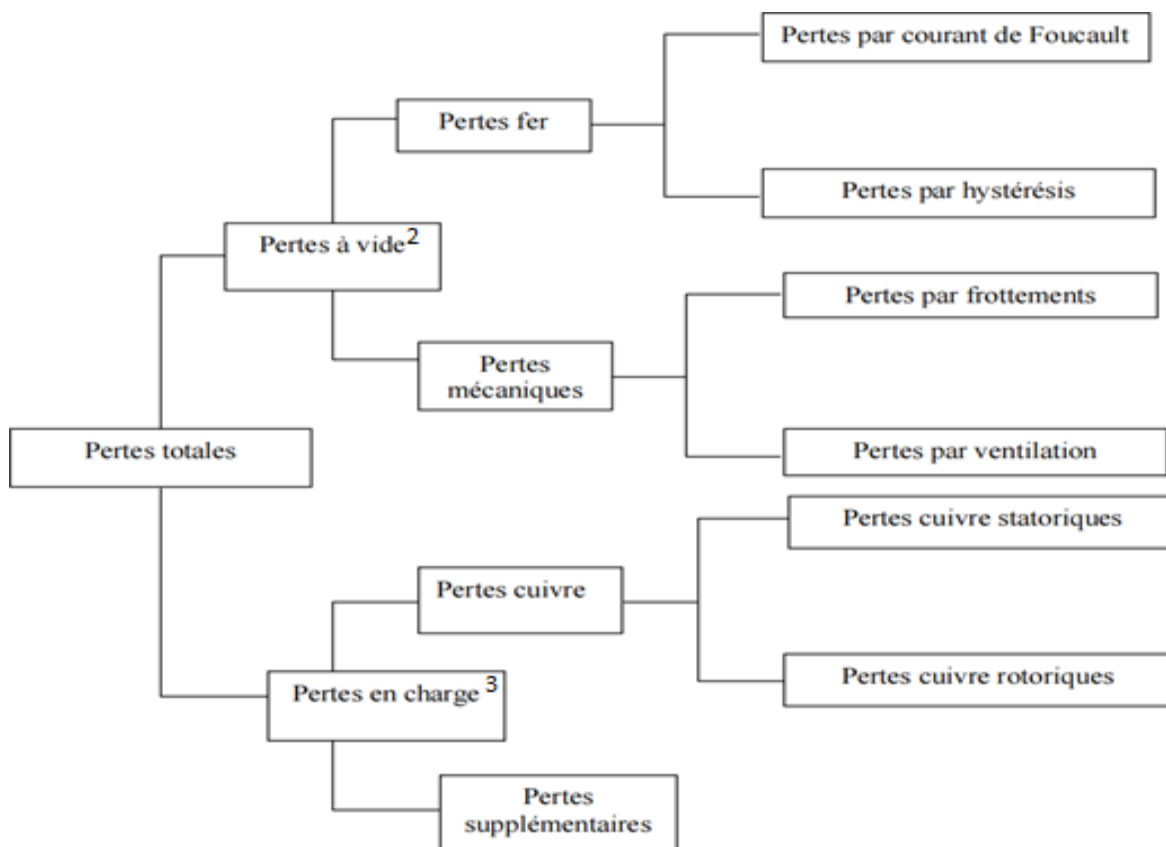 Pertes par courant de Foucault
Pertes fer
Pertes par hystérésis
Pertes à vide²
Pertes par frottements
Pertes
mécaniques
Pertes totales
Pertes par ventilation
Pertes cuivre statoriques
Pertes cuivre
Pertes cuivre rotoriques
Pertes en charge ³
Pertes
supplémentaires